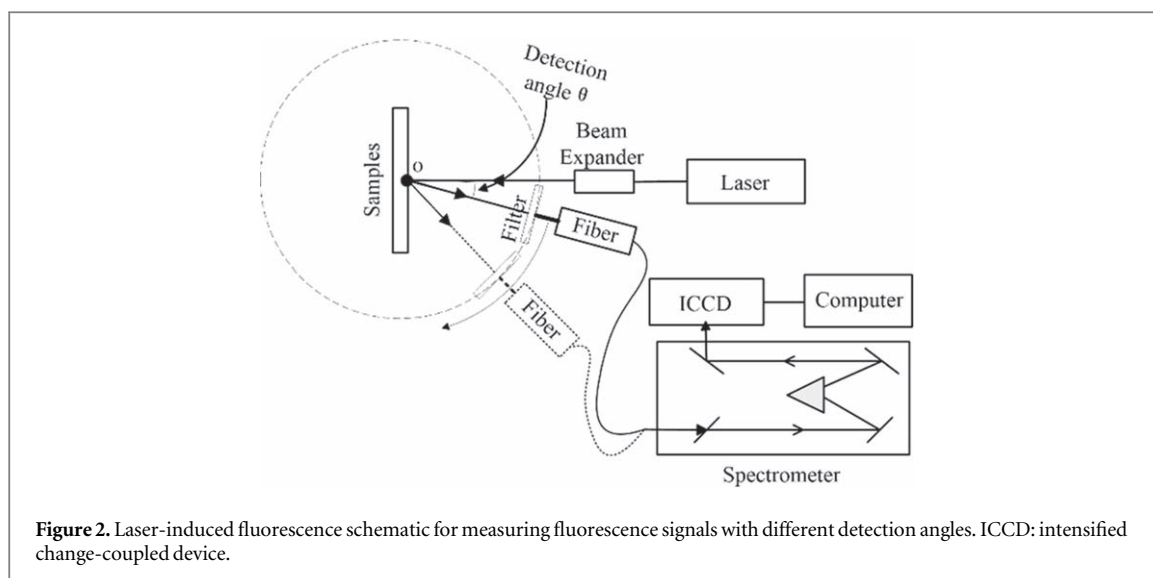 Detection
angle θ
Samples
o
Beam
Expander
Laser
Filter
Fiber
Fiber
ICCD
Computer
Spectrometer
Figure 2. Laser-induced fluorescence schematic for measuring fluorescence signals with different detection angles. ICCD: intensified
change-coupled device.